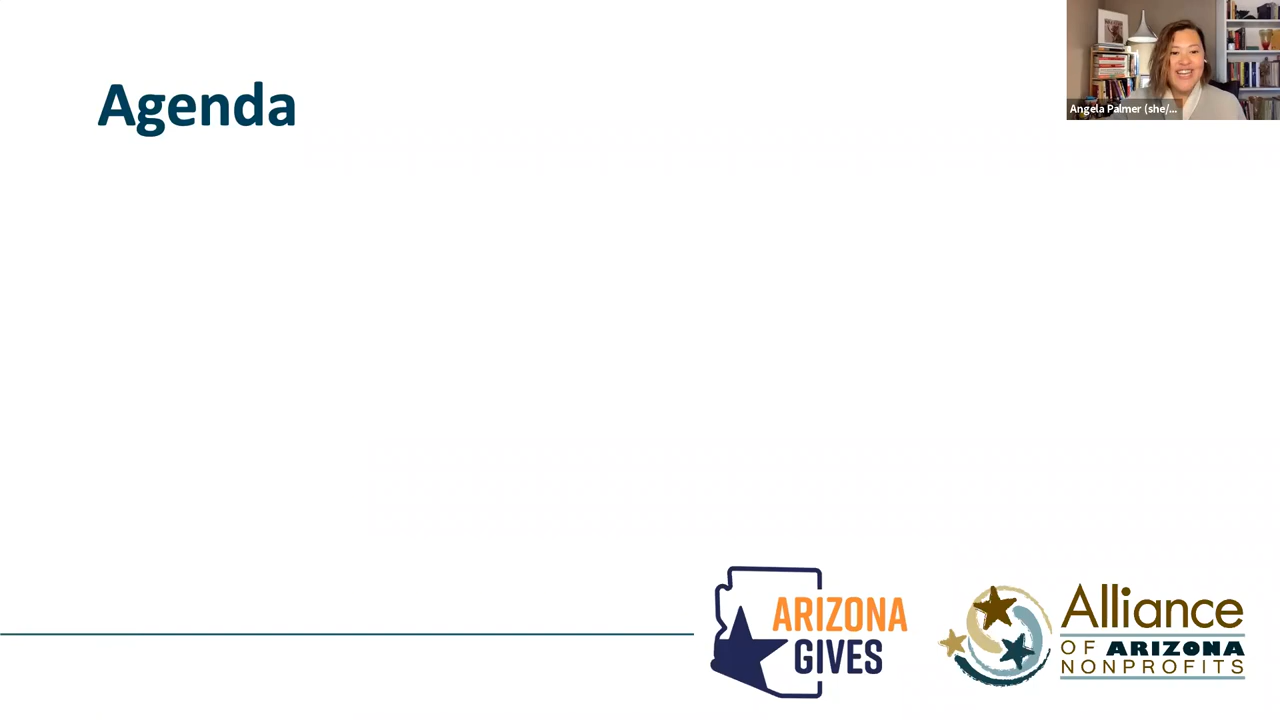 Agenda
Angela Palmer (she/...
ARIZONA
GIVES
Alliance
OF ARIZONA
NONPROFITS